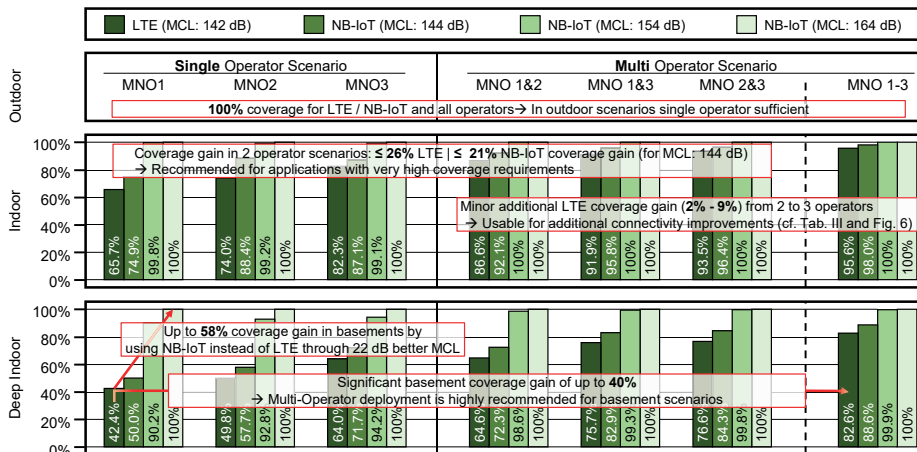 LTE (MCL: 142 dB) NB-IoT (MCL: 144 dB) NB-IoT (MCL: 154 dB) NB-IoT (MCL: 164 dB)
Outdoor
Single Operator Scenario Multi Operator Scenario
MNO1 MNO2 MNO3 MNO 1&2 MNO 1&3 MNO 2&3 MNO 1-3
100% coverage for LTE / NB-IoT and all operators→ In outdoor scenarios single operator sufficient
Indoor
100%
80%
60%
40%
20%
0%
Coverage gain in 2 operator scenarios: ≤ 26% LTE | ≤ 21% NB-IoT coverage gain (for MCL: 144 dB)
→ Recommended for applications with very high coverage requirements
Minor additional LTE coverage gain (2% - 9%) from 2 to 3 operators
→ Usable for additional connectivity improvements (cf. Tab. III and Fig. 6)
65.7% 74.9% 99.8% 100% 74.0% 88.4% 99.2% 100% 82.3% 87.1% 99.1% 100% 86.6% 92.1% 100% 100% 91.9% 95.8% 100% 100% 93.5% 96.4% 100% 100% 95.6% 98.0% 100% 100%
Deep Indoor
100%
80%
60%
40%
20%
0%
Up to 58% coverage gain in basements by
using NB-IoT instead of LTE through 22 dB better MCL
Significant basement coverage gain of up to 40%
→ Multi-Operator deployment is highly recommended for basement scenarios
42.4% 50.0% 90.2% 100% 49.8% 57.7% 92.8% 100% 64.0% 71.7% 94.2% 100% 64.6% 72.3% 98.6% 100% 75.7% 82.9% 99.3% 100% 76.6% 84.3% 99.8% 100% 82.6% 88.6% 99.9% 100%